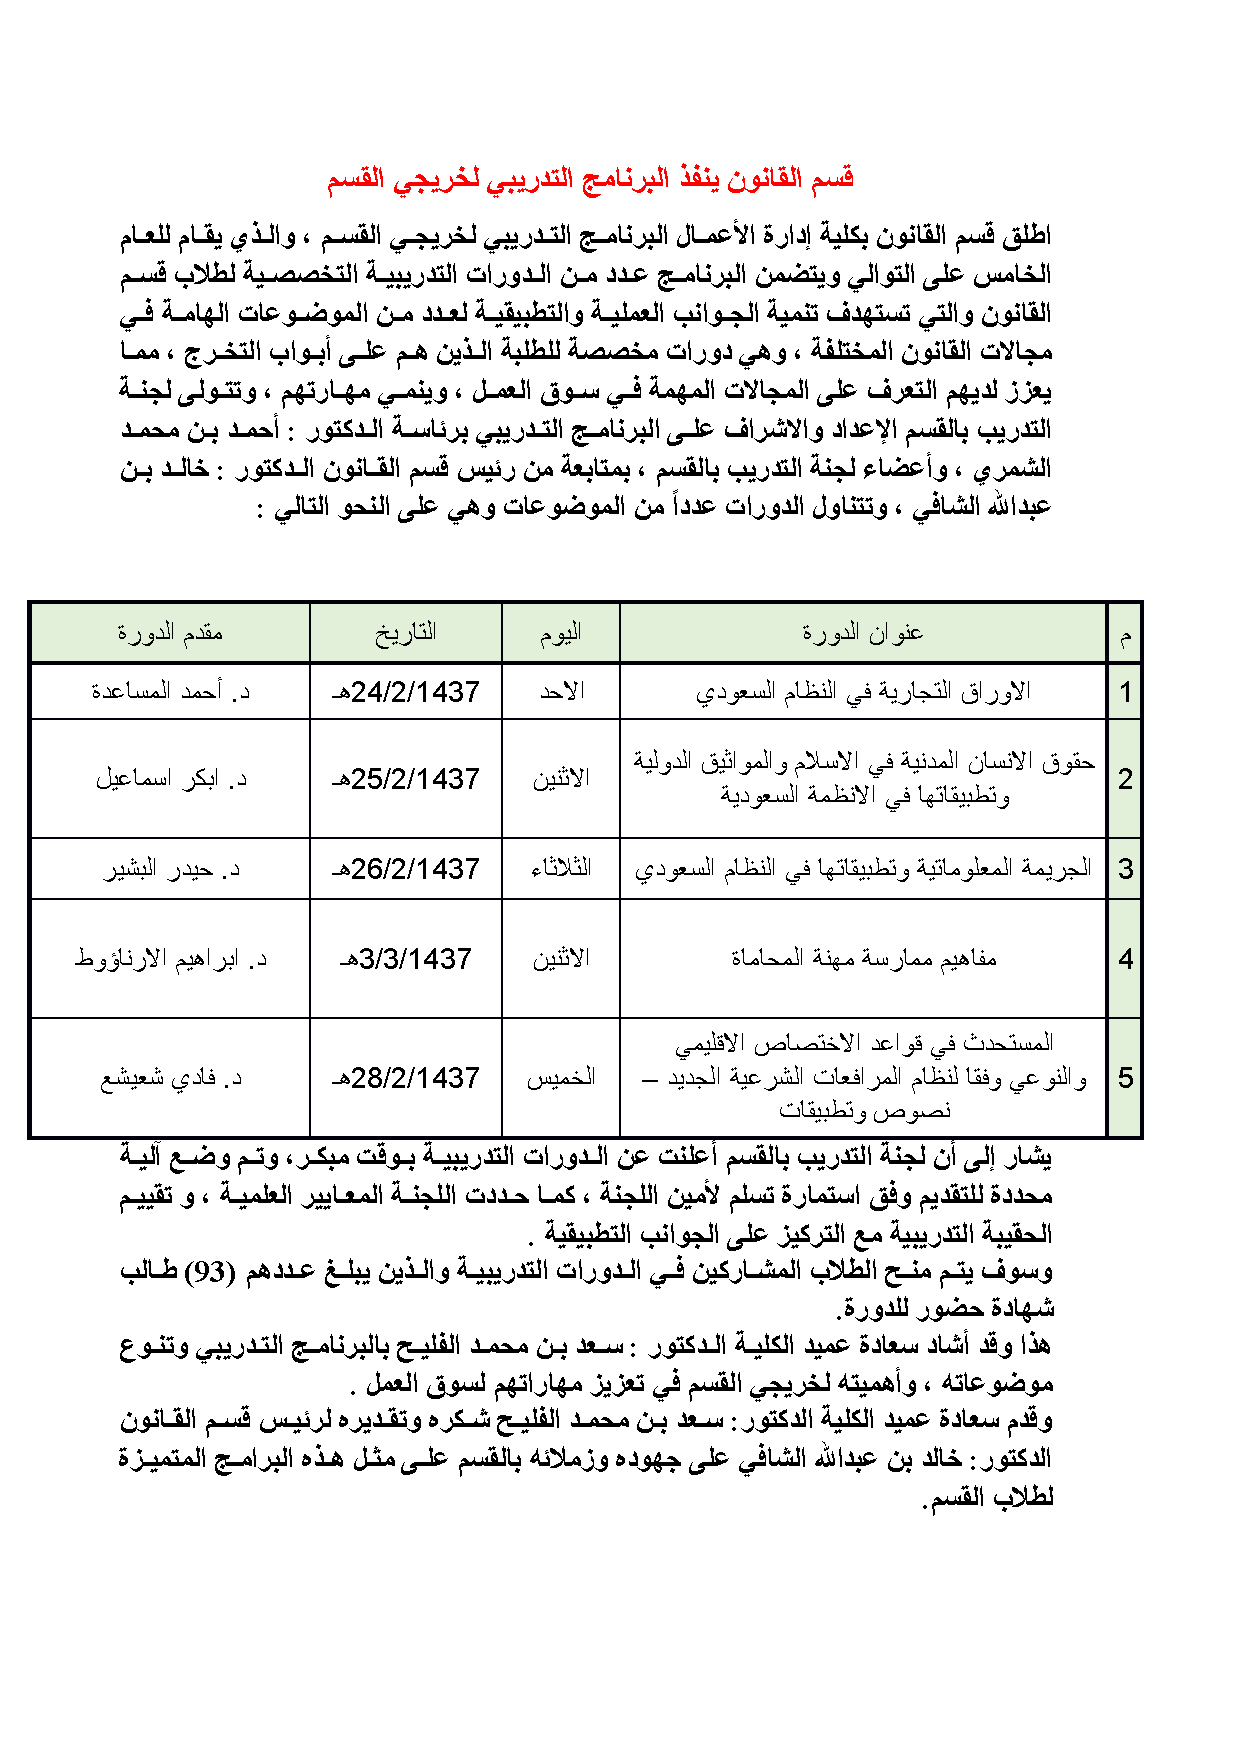 قسم القانون ينفذ البرنامج التدريبي لخريجي القسم
اطلق قسم القانون بكلية إدارة الأعمال البرنامج التدريبي لخريجي القسم ، والذي يقام للعام
الخامس على التوالي ويتضمن البرنامج عدد من الدورات التدريبية التخصصية لطلاب قسم
القانون والتي تستهدف تنمية الجوانب العملية والتطبيقية لعدد من الموضوعات الهامة في
مجالات القانون المختلفة ، وهي دورات مخصصة للطلبة الذين هم على أبواب التخرج ، مما
يعزز لديهم التعرف على المجالات المهمة في سوق العمل ، وينمي مهاراتهم ، وتتولى لجنة
التدريب بالقسم الإعداد والاشراف على البرنامج التدريبي برئاسة الدكتور : أحمد بن محمد
الشمري ، وأعضاء لجنة التدريب بالقسم ، بمتابعة من رئيس قسم القانون الدكتور : خالد بن
عبدالله الشافي ، وتتناول الدورات عدداً من الموضوعات وهي على النحو التالي :
م عنوان الدورة اليوم التاريخ مقدم الدورة
1 الاوراق التجارية في النظام السعودي الاحد 24/2/1437هـ د. أحمد المساعدة
حقوق الانسان المدنية في الاسلام والمواثيق الدولية
2 وتطبيقاتها في الانظمة السعودية الاثنين 25/2/1437هـ د. ابكر اسماعيل
3 الجريمة المعلوماتية وتطبيقاتها في النظام السعودي الثلاثاء 26/2/1437هـ د. حيدر البشير
4 مفاهيم ممارسة مهنة المحاماة الاثنين 3/3/1437هـ د. ابراهيم الارناؤوط
المستحدث في قواعد الاختصاص الاقليمي
5 والنوعي وفقا لنظام المرافعات الشرعية الجديد – الخميس 28/2/1437هـ د. فادي شعيشع
نصوص وتطبيقات
يشار إلى أن لجنة التدريب بالقسم أعلنت عن الدورات التدريبية بوقت مبكر، وتم وضع آلية
محددة للتقديم وفق استمارة تسلم لأمين اللجنة ، كما حددت اللجنة المعايير العلمية ، و تقييم
الحقيبة التدريبية مع التركيز على الجوانب التطبيقية .
وسوف يتم منح الطلاب المشاركين في الدورات التدريبية والذين يبلغ عددهم (93) طالب
شهادة حضور للدورة.
هذا وقد أشاد سعادة عميد الكلية الدكتور : سعد بن محمد الفليح بالبرنامج التدريبي وتنوع
موضوعاته ، وأهميته لخريجي القسم في تعزيز مهاراتهم لسوق العمل .
وقدم سعادة عميد الكلية الدكتور: سعد بن محمد الفليح شكره وتقديره لرئيس قسم القانون
الدكتور: خالد بن عبدالله الشافي على جهوده وزملائه بالقسم على مثل هذه البرامج المتميزة
لطلاب القسم.